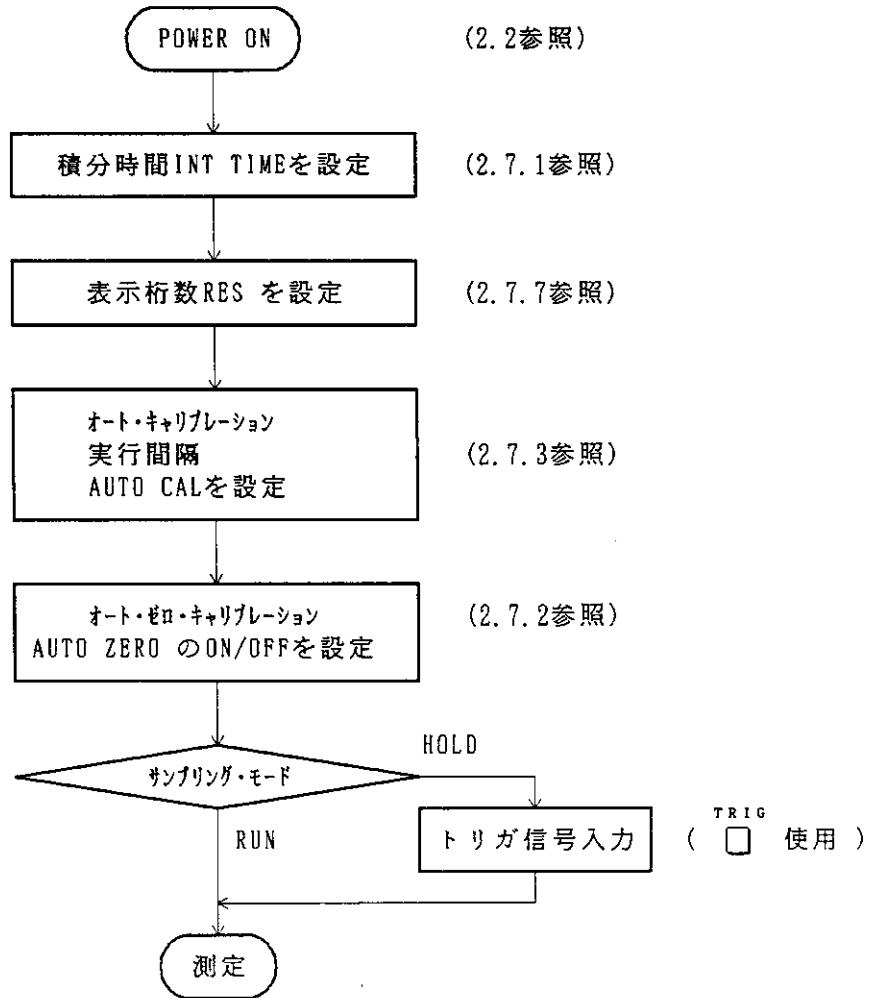 POWER ON (2.2参照)
積分時間INT TIMEを設定 (2.7.1参照)
表示桁数RES を設定 (2.7.7参照)
オート・キャリブレーション
実行間隔 (2.7.3参照)
AUTO CALを設定
オート・ゼロ・キャリブレーション (2.7.2参照)
AUTO ZERO のON/OFFを設定
HOLD
サンプリング・モード
TRIG
RUN トリガ信号入力 ( 使用 )
測定